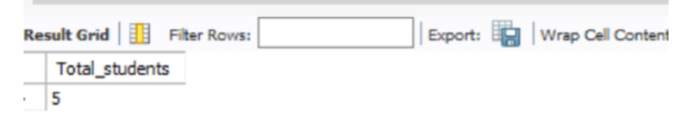 Result Grid Filter Rows: Export: Wrap Cell Content
Total_students
5